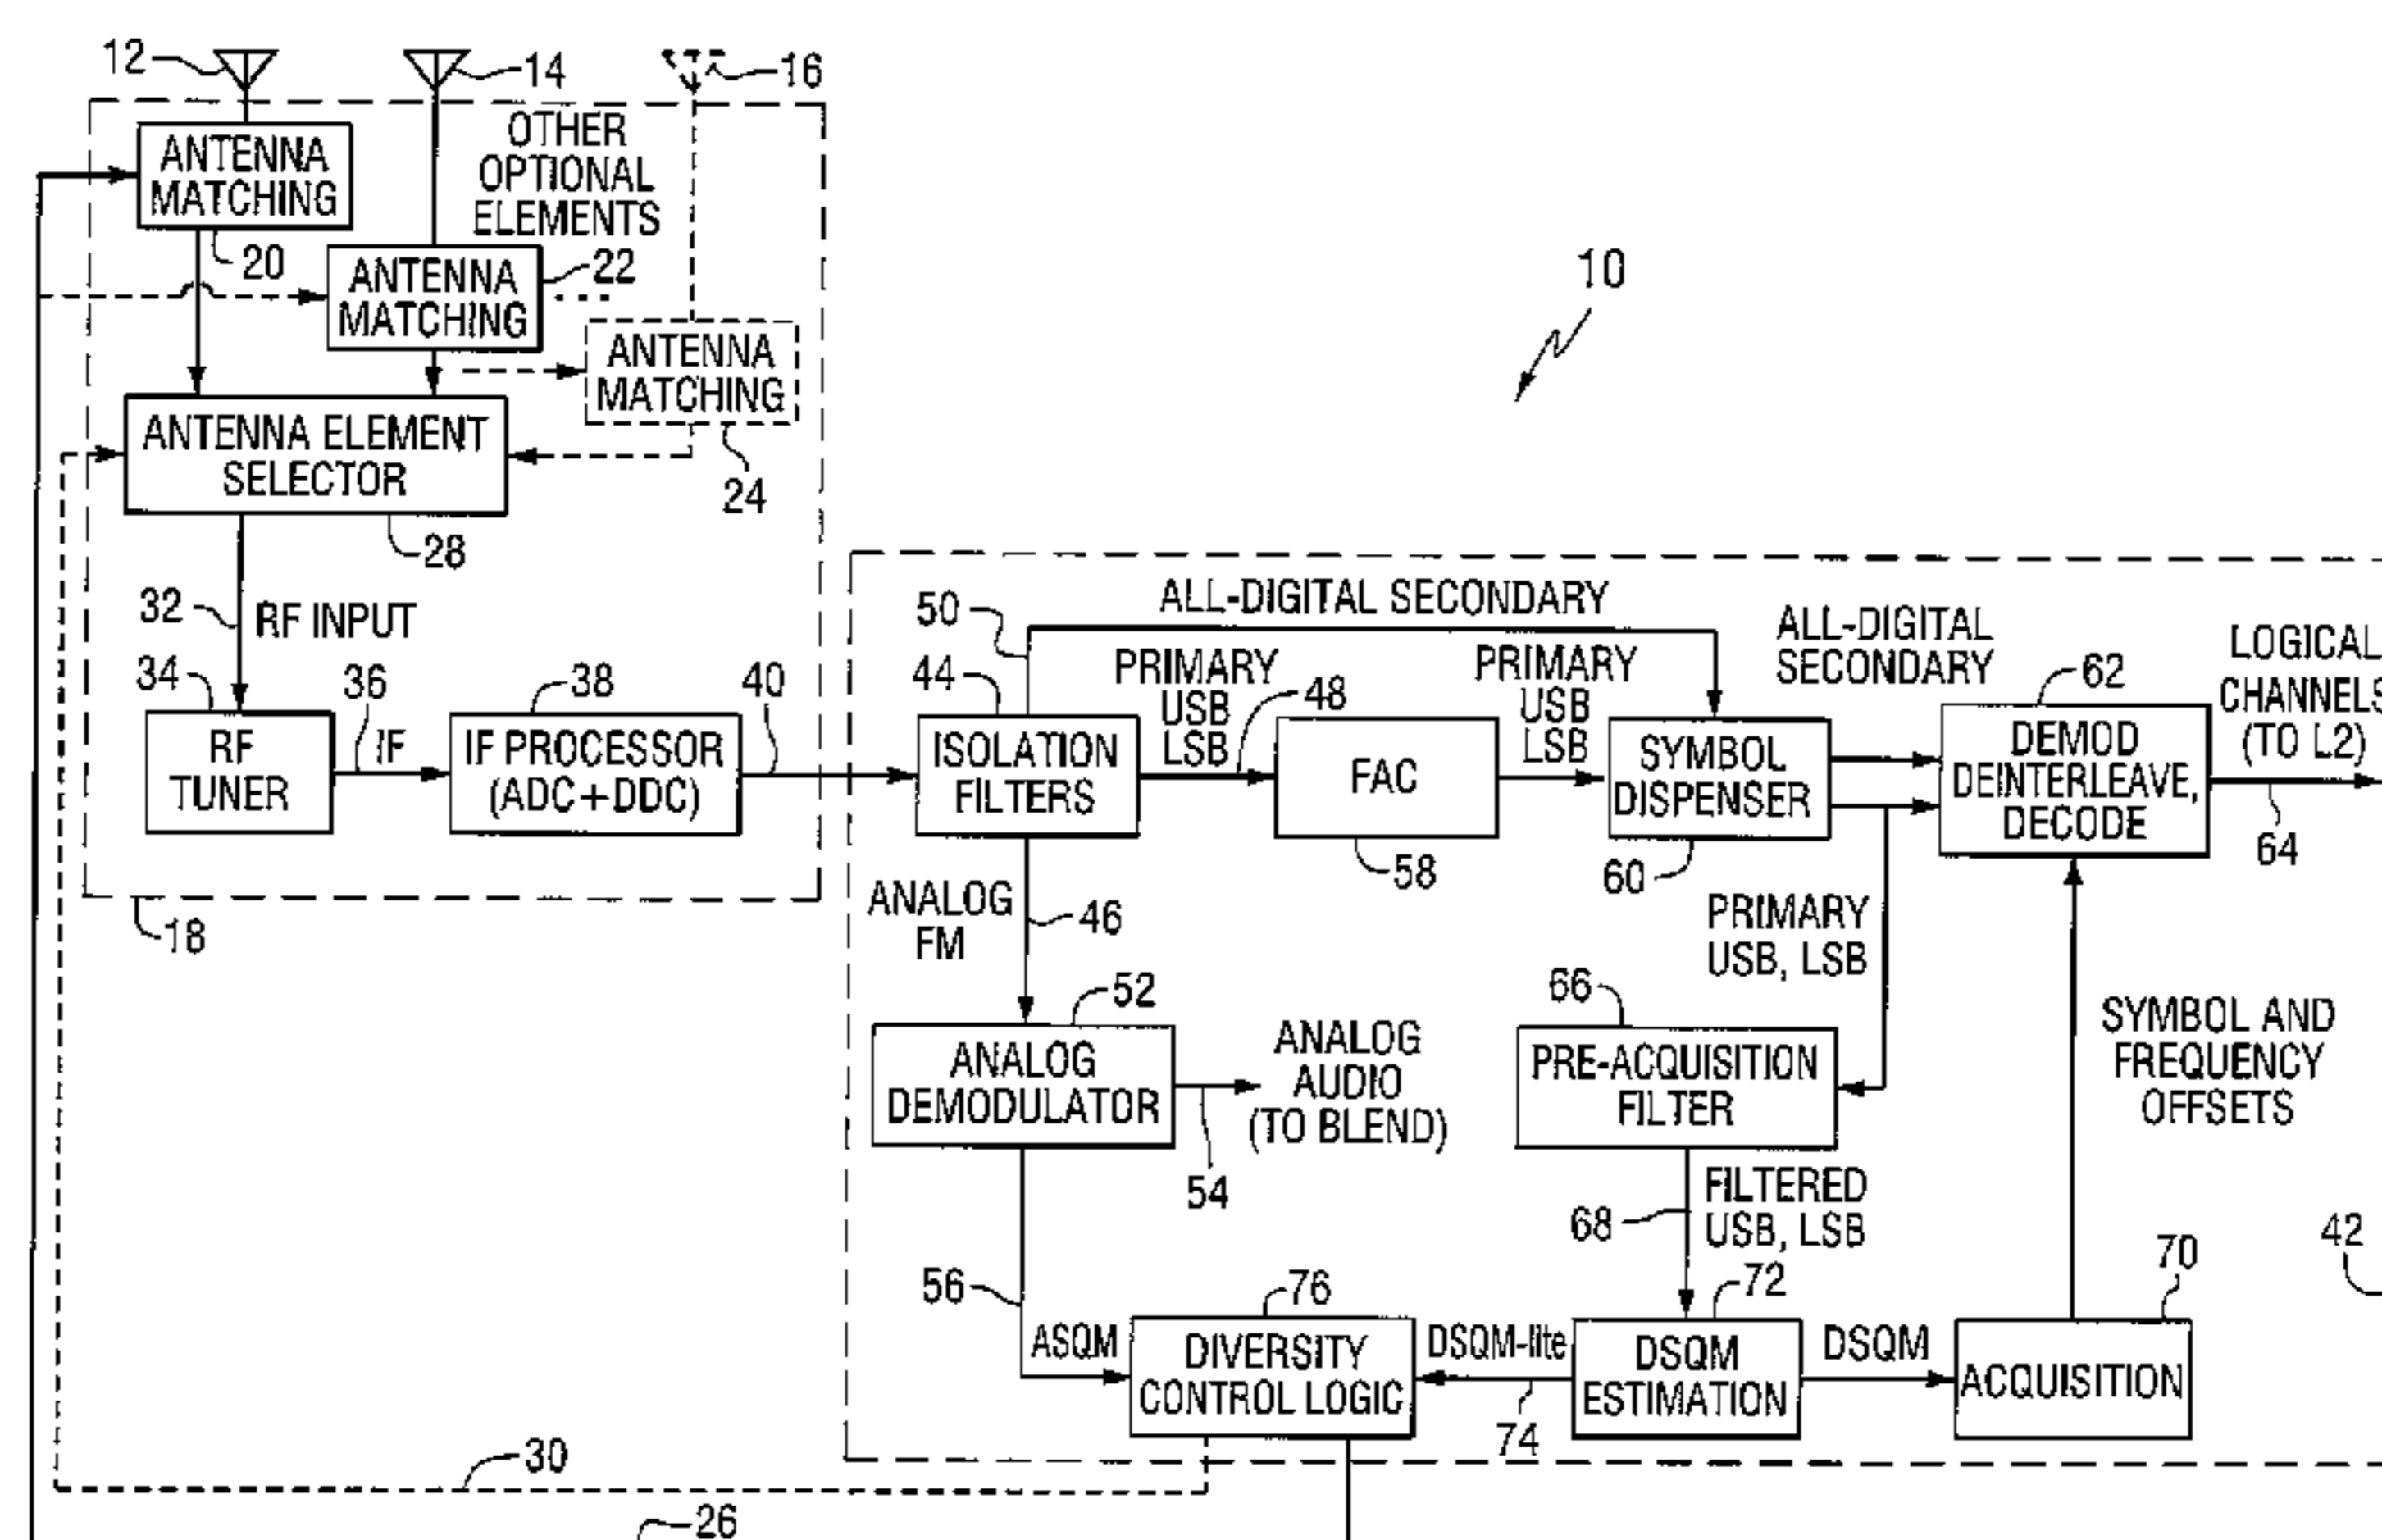 12
14
16
ANTENNA
MATCHING
20
OTHER
OPTIONAL
ELEMENTS
ANTENNA
MATCHING
22
ANTENNA
MATCHING
24
ANTENNA ELEMENT
SELECTOR
28
10
32
RF INPUT
34
RF
TUNER
36
IF
38
IF PROCESSOR
(ADC+DDC)
40
18
50
ALL-DIGITAL SECONDARY
44
ISOLATION
FILTERS
PRIMARY
USB
LSB
48
FAC
58
PRIMARY
USB
LSB
SYMBOL
DISPENSER
60
ALL-DIGITAL
SECONDARY
62
DEMOD
DEINTERLEAVE,
DECODE
LOGICAL
CHANNELS
(TO L2)
64
ANALOG
FM
46
PRIMARY
USB, LSB
52
ANALOG
DEMODULATOR
ANALOG
AUDIO
(TO BLEND)
54
66
PRE-ACQUISITION
FILTER
SYMBOL AND
FREQUENCY
OFFSETS
68
FILTERED
USB, LSB
56
ASQM
76
DIVERSITY
CONTROL LOGIC
DSQM-lite
74
72
DSQM
ESTIMATION
DSQM
70
ACQUISITION
42
30
26